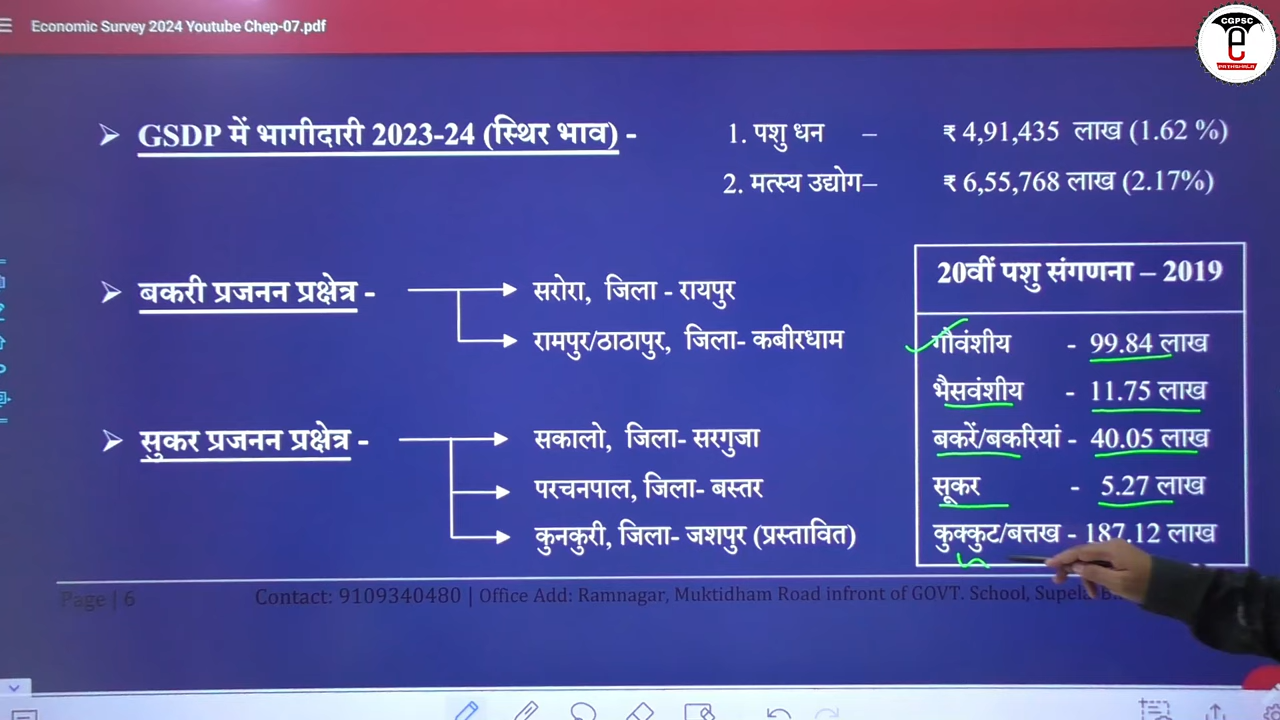 Economic Survey 2024 Youtube Chep-07.pdf
CGPSC
e
PATHSHALA
➢ GSDP में भागीदारी 2023-24 (स्थिर भाव) -
1. पशु धन – ₹ 4,91,435 लाख (1.62 %)
2. मत्स्य उद्योग– ₹ 6,55,768 लाख (2.17%)
➢ बकरी प्रजनन प्रक्षेत्र -
सरोरा, जिला - रायपुर
रामपुर/ठाठापुर, जिला- कबीरधाम
➢ सुकर प्रजनन प्रक्षेत्र -
सकालो, जिला- सरगुजा
परचनपाल, जिला- बस्तर
कुनकुरी, जिला- जशपुर (प्रस्तावित)
20वीं पशु संगणना – 2019
गौवंशीय - 99.84 लाख
भैसवंशीय - 11.75 लाख
बकरें/बकरियां - 40.05 लाख
सूकर - 5.27 लाख
कुक्कुट/बत्तख - 187.12 लाख
Page | 6
Contact: 9109340480 | Office Add: Ramnagar, Muktidham Road infront of GOVT. School, Supela